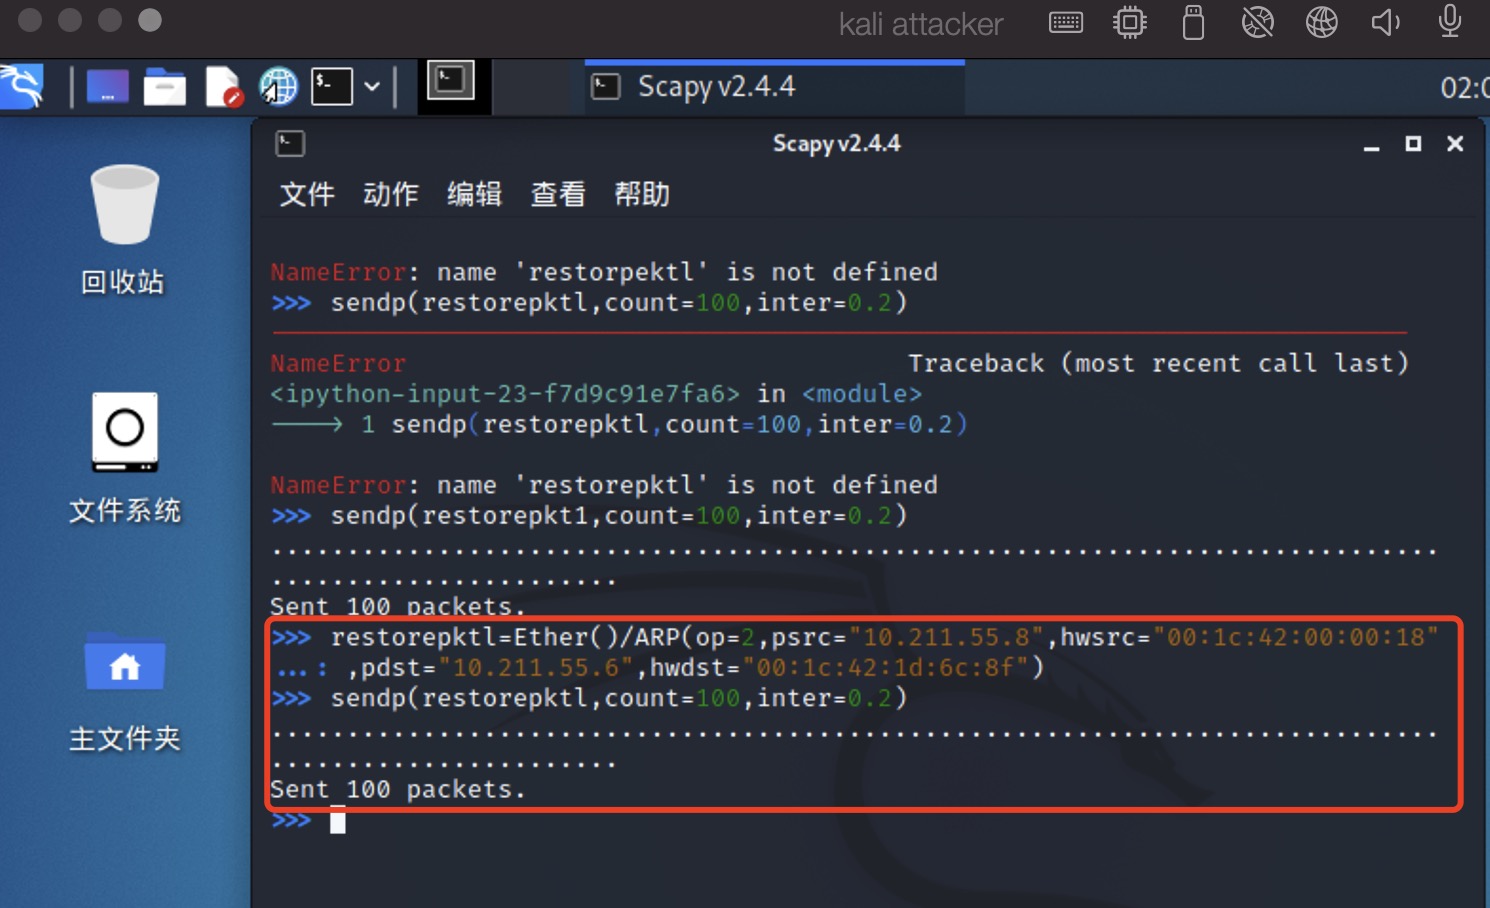 kali attacker
Scapy v2.4.4
02:0
Scapy v2.4.4
文件 动作 编辑 查看 帮助
回收站
文件系统
主文件夹
NameError: name 'restorpektl' is not defined
>>> sendp(restorepktl,count=100,inter=0.2)
NameError Traceback (most recent call last)
<ipython-input-23-f7d9c91e7fa6> in <module>
----> 1 sendp(restorepktl,count=100,inter=0.2)
NameError: name 'restorepktl' is not defined
>>> sendp(restorepkt1,count=100,inter=0.2)
.............................................................................
.......................
Sent 100 packets.
>>> restorepktl=Ether()/ARP(op=2,psrc="10.211.55.8",hwsrc="00:1c:42:00:00:18"
...: ,pdst="10.211.55.6",hwdst="00:1c:42:1d:6c:8f")
>>> sendp(restorepktl,count=100,inter=0.2)
.............................................................................
.......................
Sent 100 packets.
>>>